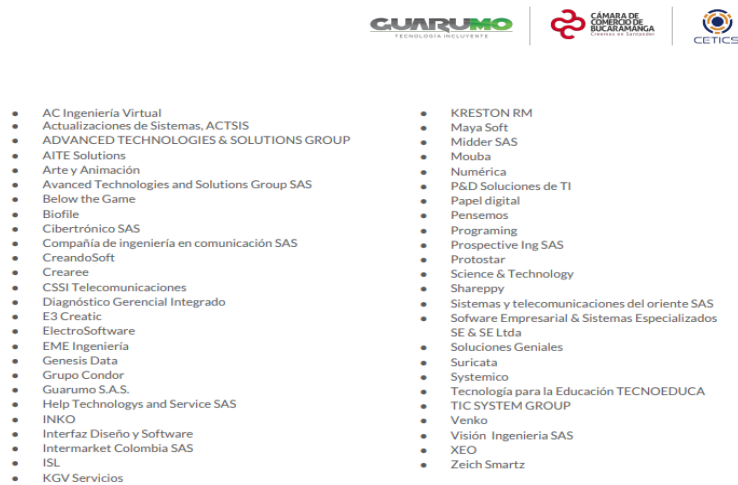 GUARUMO
TECNOLOGÍA INCLUYENTE
CÁMARA DE
COMERCIO DE
BUCARAMANGA
Creemos en Santander
CETICS
• AC Ingeniería Virtual
• Actualizaciones de Sistemas, ACTSIS
• ADVANCED TECHNOLOGIES & SOLUTIONS GROUP
• AITE Solutions
• Arte y Animación
• Avanced Technologies and Solutions Group SAS
• Below the Game
• Biofile
• Cibertrónico SAS
• Compañía de ingeniería en comunicación SAS
• CreandoSoft
• Crearee
• CSSI Telecomunicaciones
• Diagnóstico Gerencial Integrado
• E3 Creatic
• ElectroSoftware
• EME Ingeniería
• Genesis Data
• Grupo Condor
• Guarumo S.A.S.
• Help Technologys and Service SAS
• INKO
• Interfaz Diseño y Software
• Intermarket Colombia SAS
• ISL
• KGV Servicios
• KRESTON RM
• Maya Soft
• Midder SAS
• Mouba
• Numérica
• P&D Soluciones de TI
• Papel digital
• Pensemos
• Programing
• Prospective Ing SAS
• Protostar
• Science & Technology
• Shareppy
• Sistemas y telecomunicaciones del oriente SAS
• Sofware Empresarial & Sistemas Especializados
SE & SE Ltda
• Soluciones Geniales
• Suricata
• Systemico
• Tecnología para la Educación TECNOEDUCA
• TIC SYSTEM GROUP
• Venko
• Visión Ingenieria SAS
• XEO
• Zeich Smartz